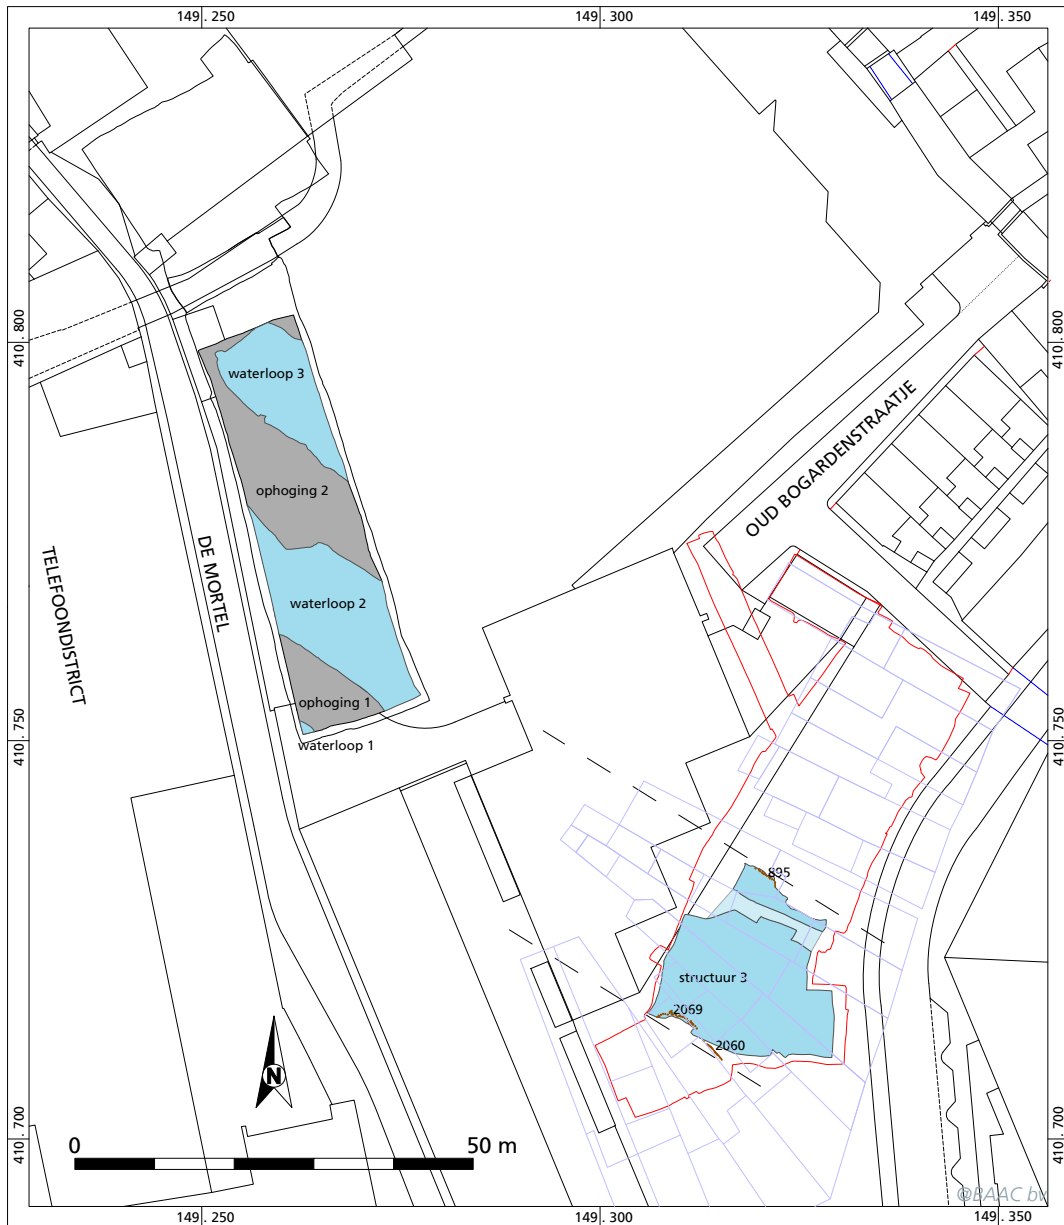 149.250
149.300
149.350
410.800
410.800
waterloop 3
OUD BOGARDENSTRAATJE
ophoging 2
DE MORTEL
TELEFOONDISTRICT
waterloop 2
ophoging 1
waterloop 1
410.750
410.750
895
structuur 3
2069
2060
N
0
50 m
410.700
410.700
@BAAC bv
149.250
149.300
149.350